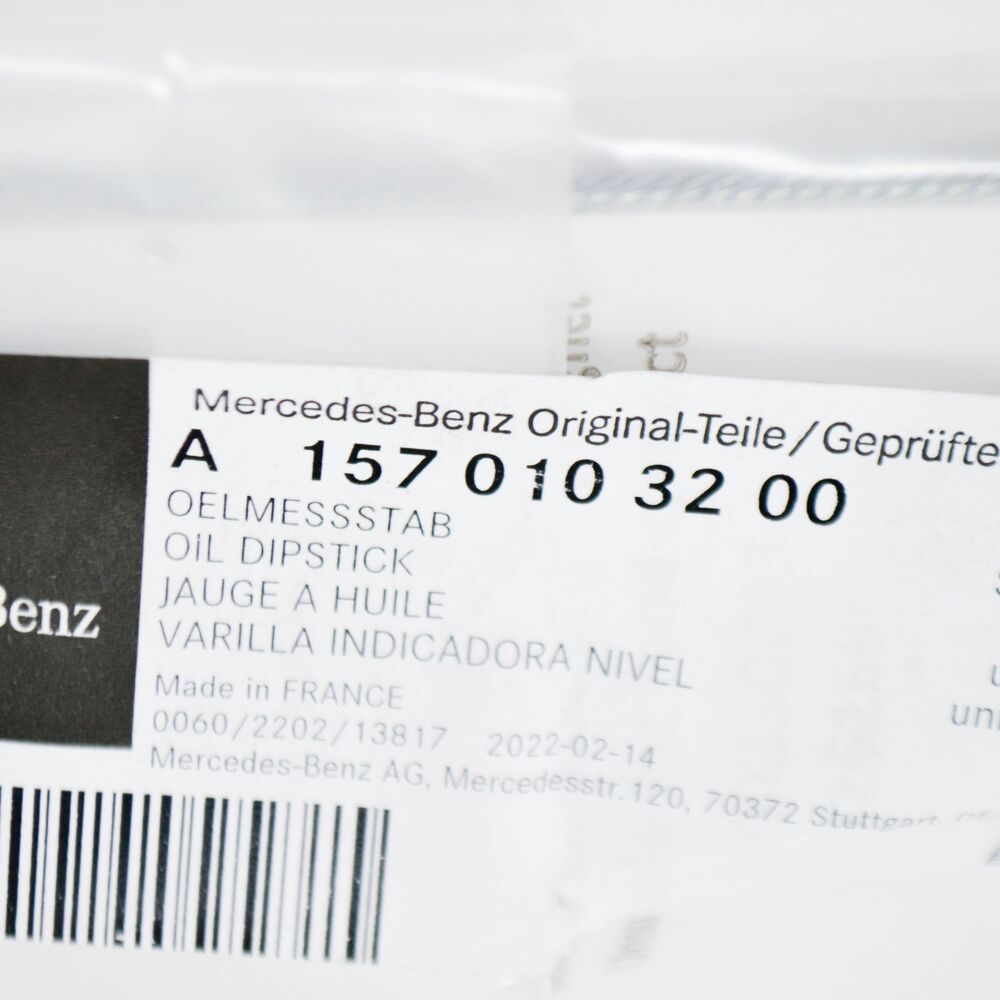 Mercedes-Benz Original-Teile/Geprüfte
A 157 010 32 00
OELMESSSTAB
OIL DIPSTICK
JAUGE A HUILE
VARILLA INDICADORA NIVEL
Benz
Made in FRANCE
0060/2202/13817 2022-02-14
Mercedes-Benz AG, Mercedesstr.120, 70372 Stuttgart